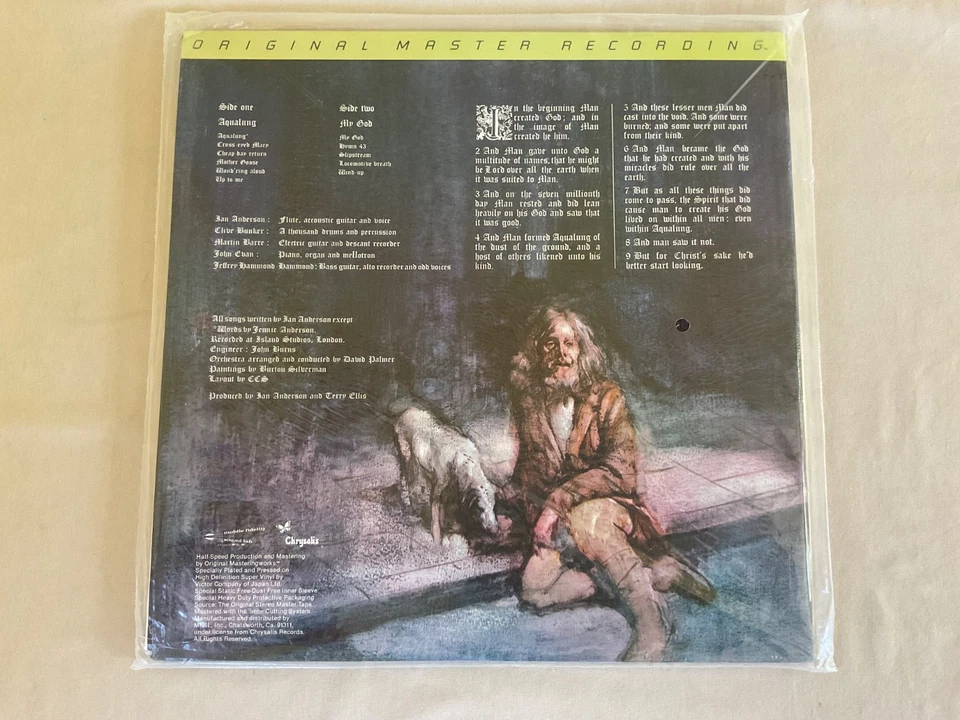 ORIGINAL MASTER RECORDING
Side one
Aqualung
Aqualung*
Cross-eyed Mary
Cheap day return
Mother Goose
Wond'ring aloud
Up to me
Side two
My God
My God
Hymn 43
Slipstream
Locomotive breath
Wind-up
Ian Anderson : Flute, accoustic guitar and voice
Clive Bunker : A thousand drums and percussion
Martin Barre : Electric guitar and descant recorder
John Evan : Piano, organ and mellotron
Jeffrey Hammond Hammond: Bass guitar, alto recorder and odd voices
All songs written by Ian Anderson except
*Words by Jennie Anderson.
Recorded at Island Studios, London.
Engineer : John Burns
Orchestra arranged and conducted by David Palmer
Paintings by Burton Silverman
Layout by CCS
Produced by Ian Anderson and Terry Ellis
In the beginning Man
created God; and in
the image of Man
created he him.
2 And Man gave unto God a
multitude of names, that he might
be Lord over all the earth when
it was suited to Man.
3 And on the seven millionth
day Man rested and did lean
heavily on his God and saw that
it was good.
4 And Man formed Aqualung of
the dust of the ground, and a
host of others likened unto his
kind.
5 And these lesser men Man did
cast into the void. And some were
burned; and some were put apart
from their kind.
6 And Man became the God
that he had created and with his
miracles did rule over all the
earth.
7 But as all these things did
come to pass, the Spirit that did
cause man to create his God
lived on within all men : even
within Aqualung.
8 And man saw it not.
9 But for Christ's sake he'd
better start looking.
mobile fidelity
sound lab
Chrysalis
Half-Speed Production and Mastering
by Original Masteringworks™
Specially Plated and Pressed on
High Definition Super Vinyl by
Victor Company of Japan Ltd.
Special Static Free-Dust Free Inner Sleeve
Special Heavy Duty Protective Packaging
Source: The Original Stereo Master Tape.
Mastered with the Cutting System
Manufactured and distributed by
MFSL, Inc., Chatsworth, Ca. 91311,
under license from Chrysalis Records.
All Rights Reserved.